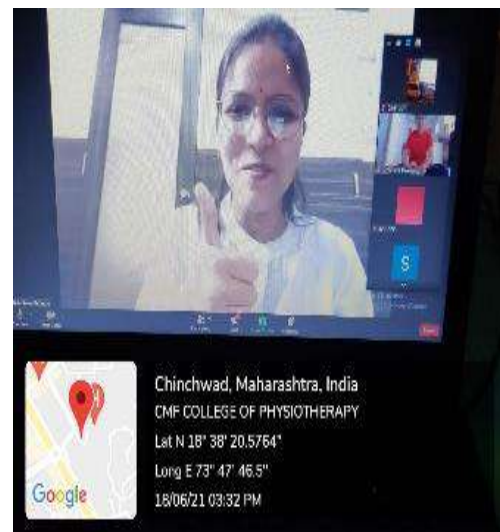 S
Chinchwad, Maharashtra, India
CMF COLLEGE OF PHYSIOTHERAPY
Lat N 18° 38' 20.5764"
Long E 73° 47' 46.5"
18/06/21 03:32 PM
Google